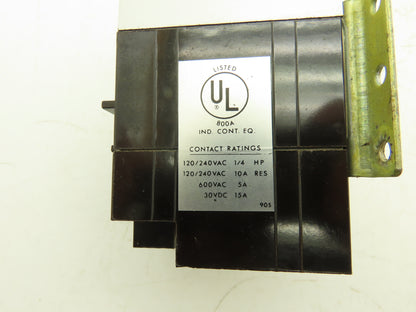 LISTED
UL
®
800A
IND. CONT. EQ.
CONTACT RATINGS
120/240VAC 1/4 HP
120/240VAC 10A RES
600VAC 5A
30VDC 15A
905